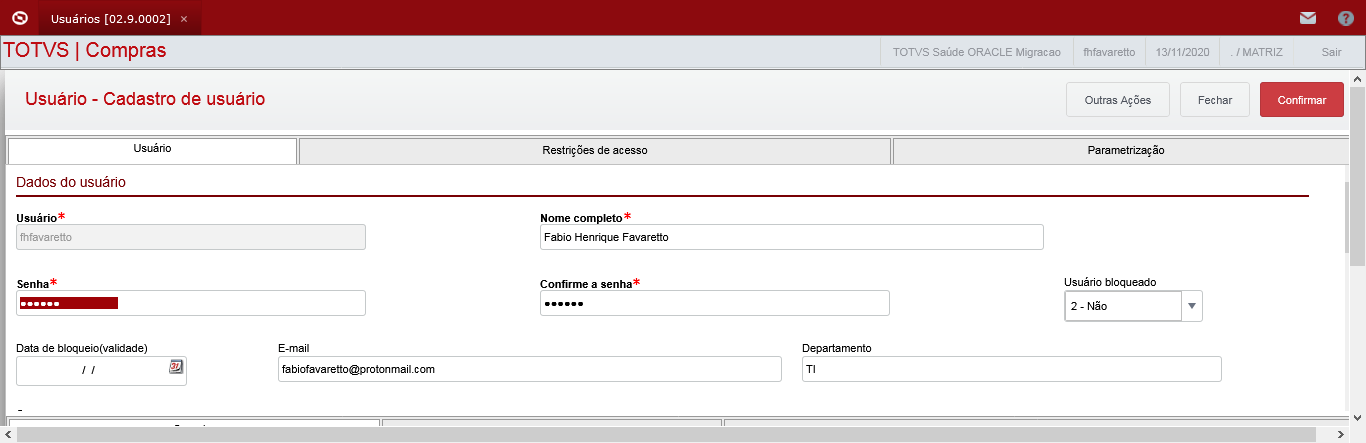 Usuários [02.9.0002] ×
TOTVS | Compras
TOTVS Saúde ORACLE Migracao fhfavaretto 13/11/2020 . / MATRIZ Sair
Usuário - Cadastro de usuário
Outras Ações Fechar Confirmar
Usuário Restrições de acesso Parametrização
Dados do usuário
Usuário* Nome completo*
fhfavaretto Fabio Henrique Favaretto
Senha* Confirme a senha* Usuário bloqueado
•••••• •••••• 2 - Não
Data de bloqueio(validade) E-mail Departamento
/ / 31 fabiofavaretto@protonmail.com TI